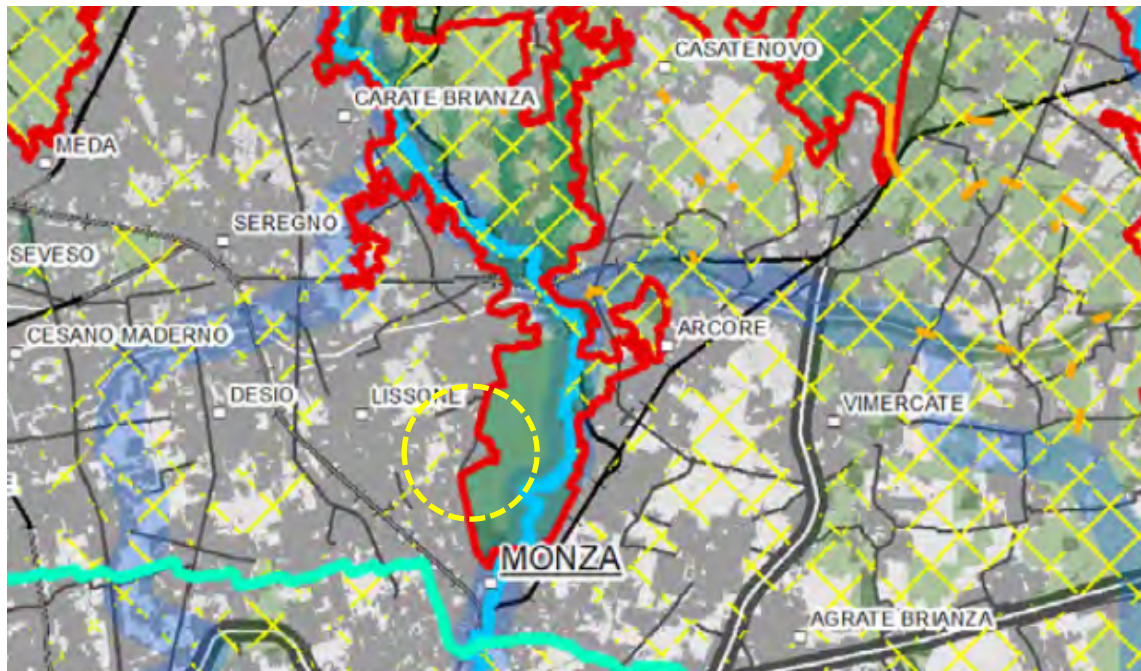 CASATENOVO
CARATE BRIANZA
MEDA
SEREGNO
SEVESO
ARCORE
CESANO MADERNO
DESIO
LISSONE
VIMERCATE
MONZA
AGRATE BRIANZA